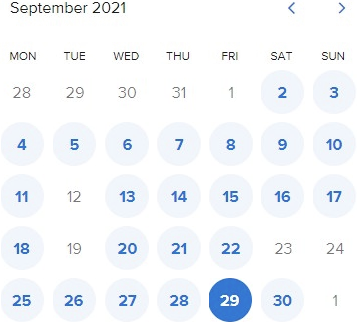 September 2021
MON TUE WED THU FRI SAT SUN
28 29 30 31 1 2 3
4 5 6 7 8 9 10
11 12 13 14 15 16 17
18 19 20 21 22 23 24
25 26 27 28 29 30 1